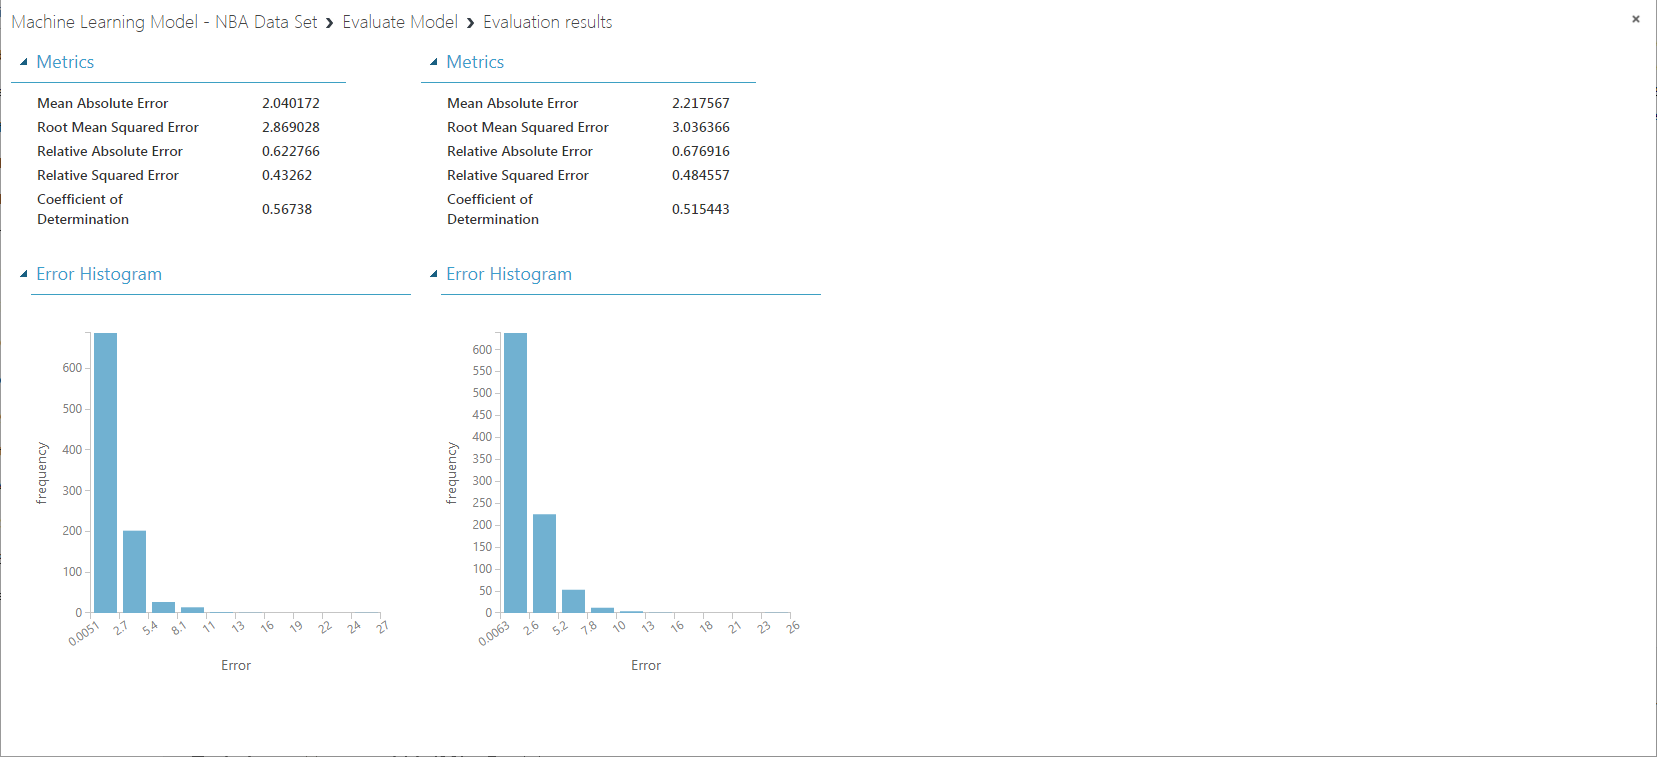 Machine Learning Model - NBA Data Set › Evaluate Model › Evaluation results
×
Metrics
Mean Absolute Error 2.040172
Root Mean Squared Error 2.869028
Relative Absolute Error 0.622766
Relative Squared Error 0.43262
Coefficient of
Determination 0.56738
Metrics
Mean Absolute Error 2.217567
Root Mean Squared Error 3.036366
Relative Absolute Error 0.676916
Relative Squared Error 0.484557
Coefficient of
Determination 0.515443
Error Histogram
600
500
400
300
200
100
0
frequency
0.0051 2.7 5.4 8.1 11 13 16 19 22 24 27
Error
Error Histogram
600
550
500
450
400
350
300
250
200
150
100
50
0
frequency
0.0063 2.6 5.2 7.8 10 13 16 18 21 23 26
Error